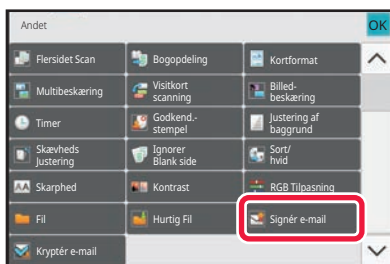 Andet
OK
Flersidet Scan
Bogopdeling
Kortformat
Multibeskæring
Visitkort
scanning
Billed-
beskæring
Timer
Godkend.-
stempel
Justering af
baggrund
Skævheds
Justering
Ignorer
Blank side
Sort/
hvid
Skarphed
Kontrast
RGB Tilpasning
Fil
Hurtig Fil
Signér e-mail
Kryptér e-mail